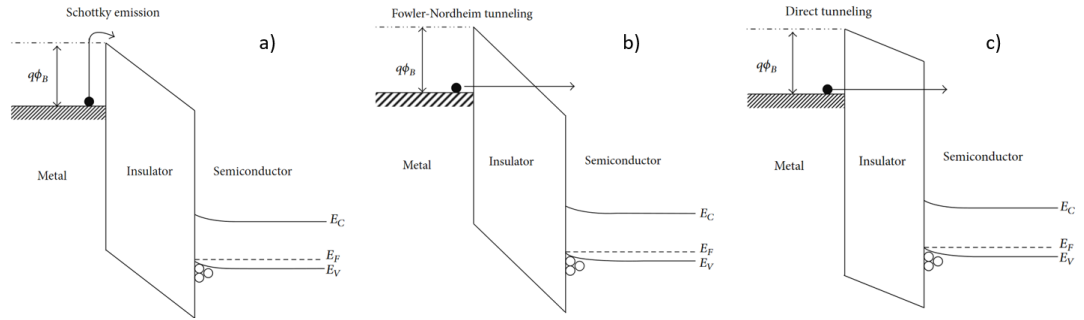 Schottky emission
a)
qϕB
Metal
Insulator
Semiconductor
EC
EF
EV
Fowler-Nordheim tunneling
b)
qϕB
Metal
Insulator
Semiconductor
EC
EF
EV
Direct tunneling
c)
qϕB
Metal
Insulator
Semiconductor
EC
EF
EV